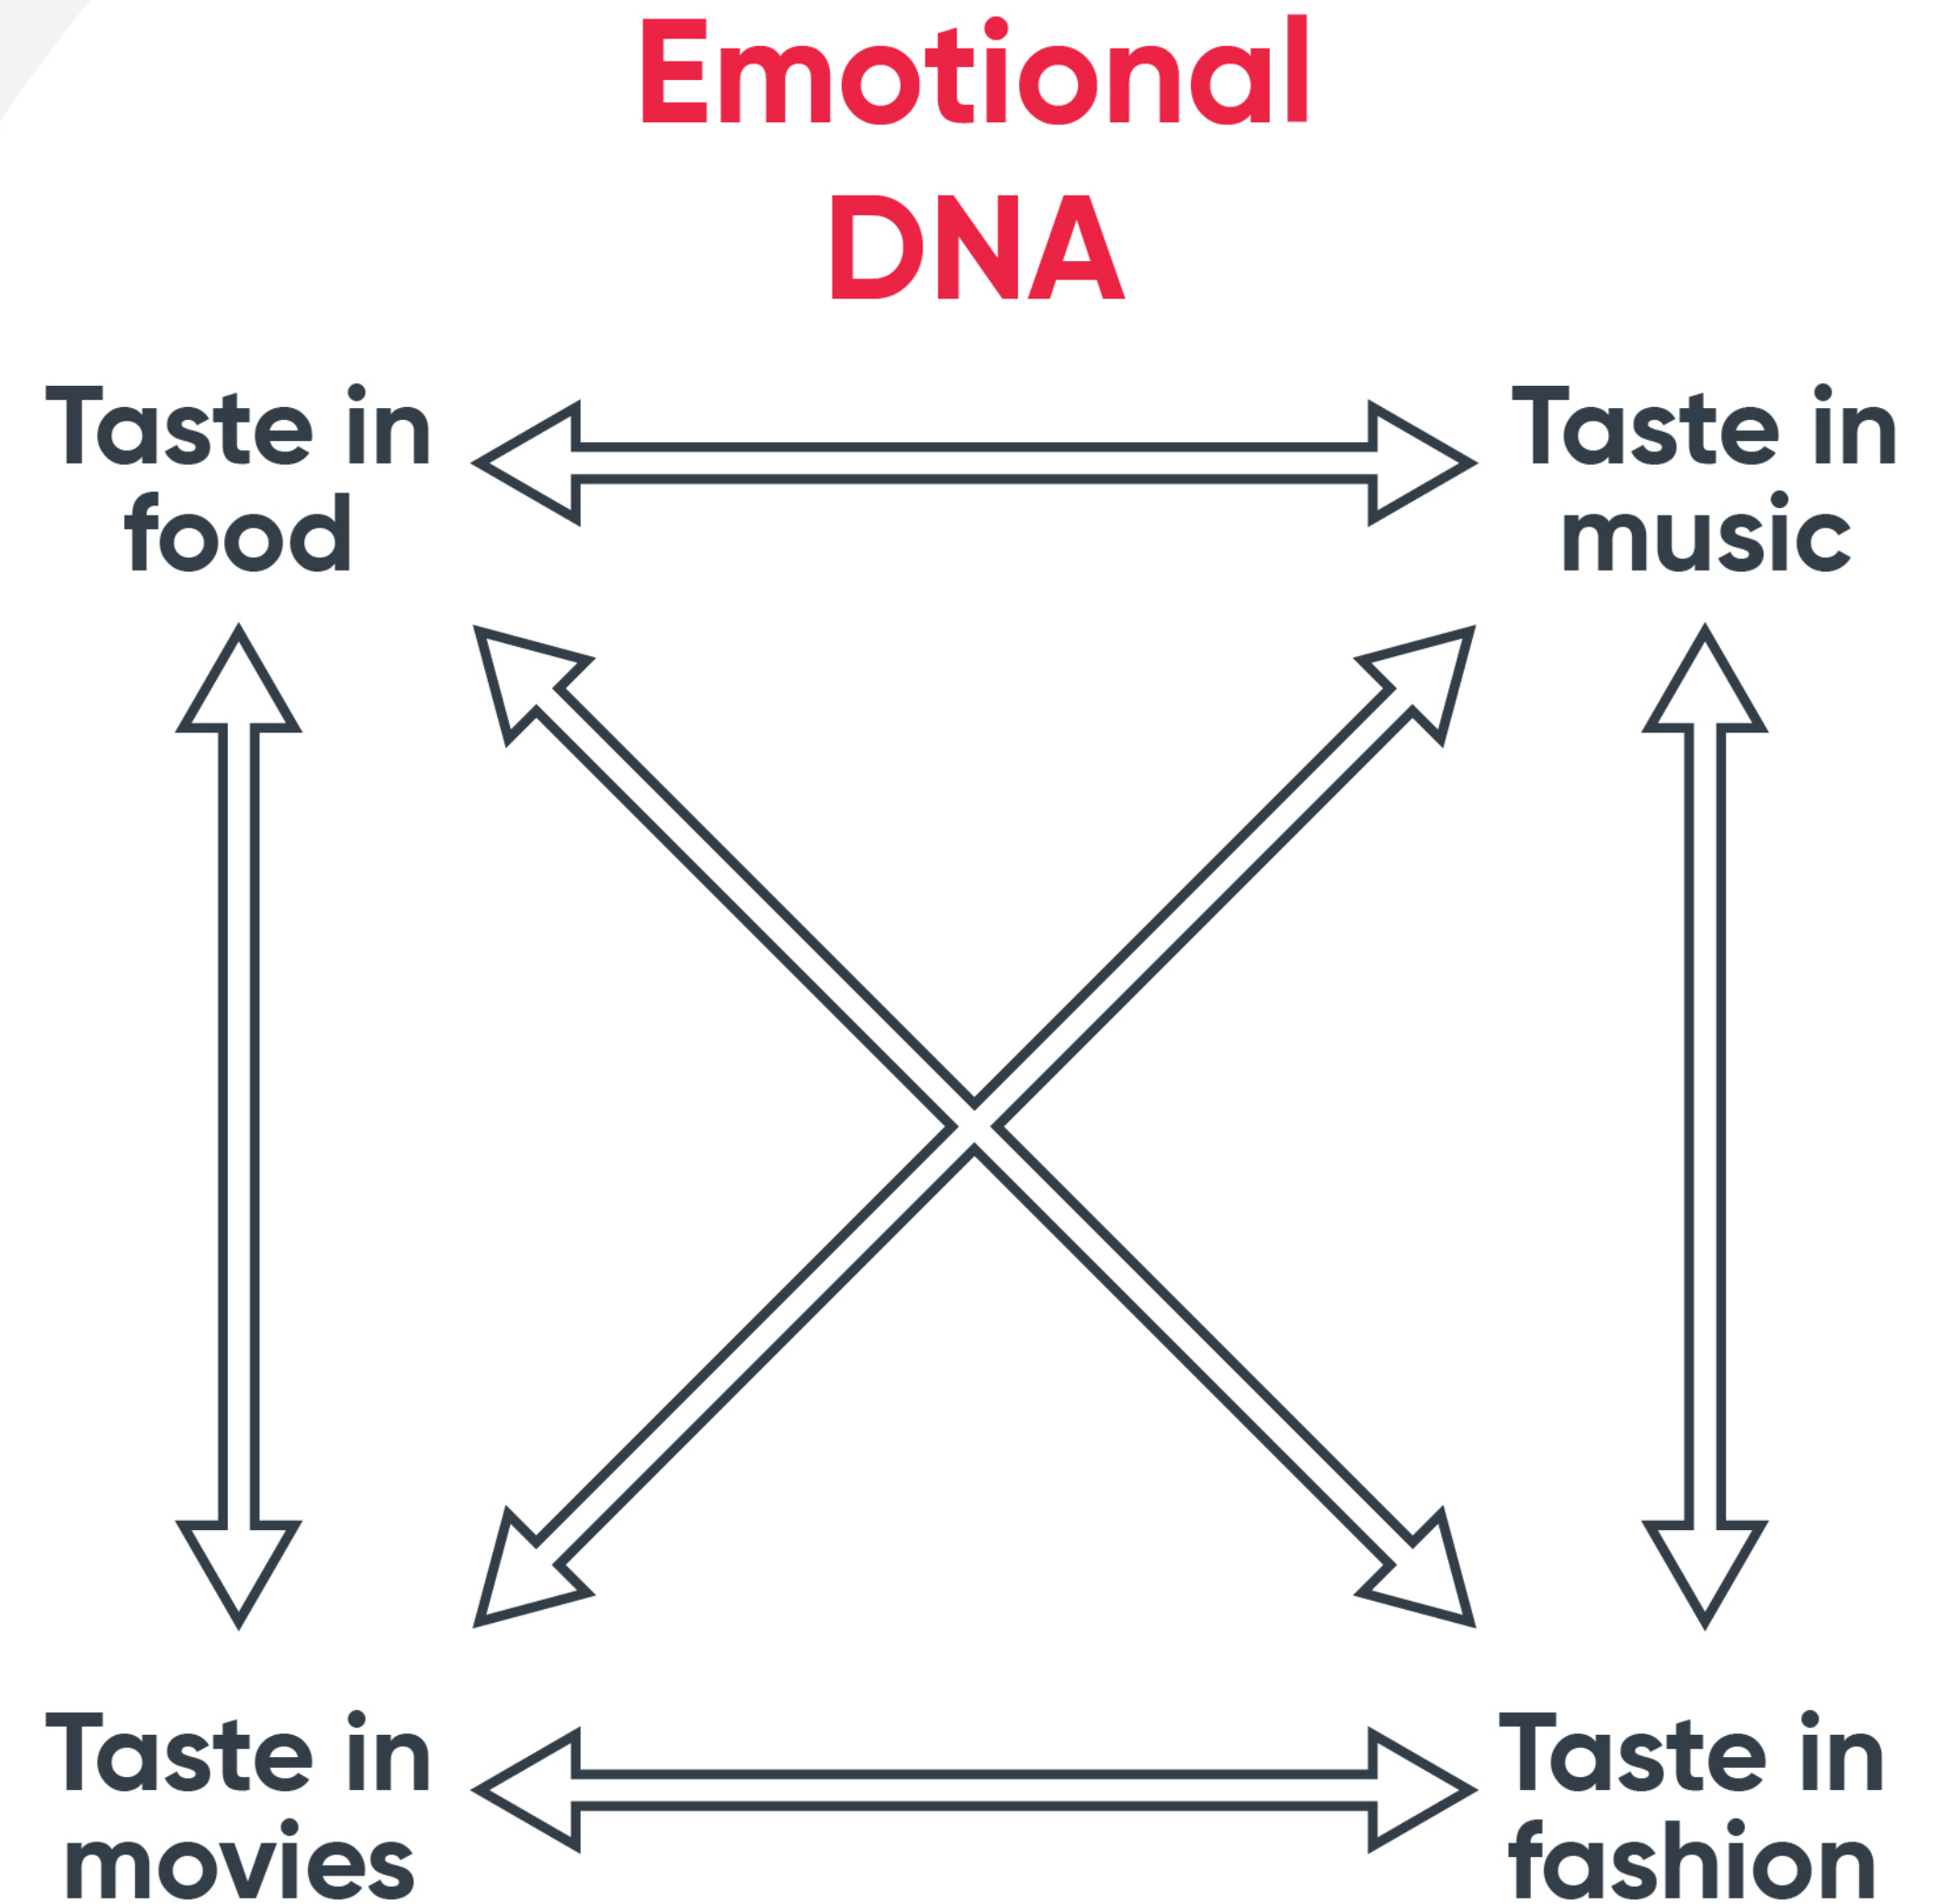 Emotional
DNA
Taste in
food
Taste in
music
Taste in
movies
Taste in
fashion